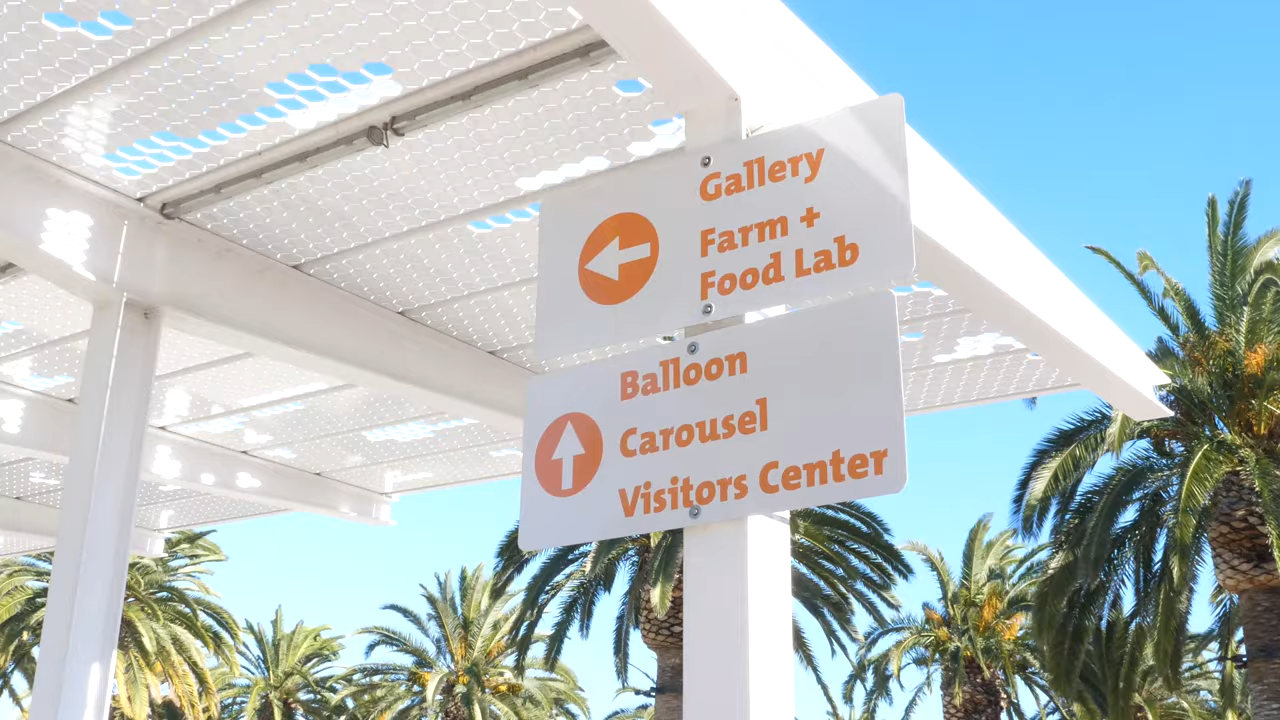 Gallery
Farm +
Food Lab
Balloon
Carousel
Visitors Center